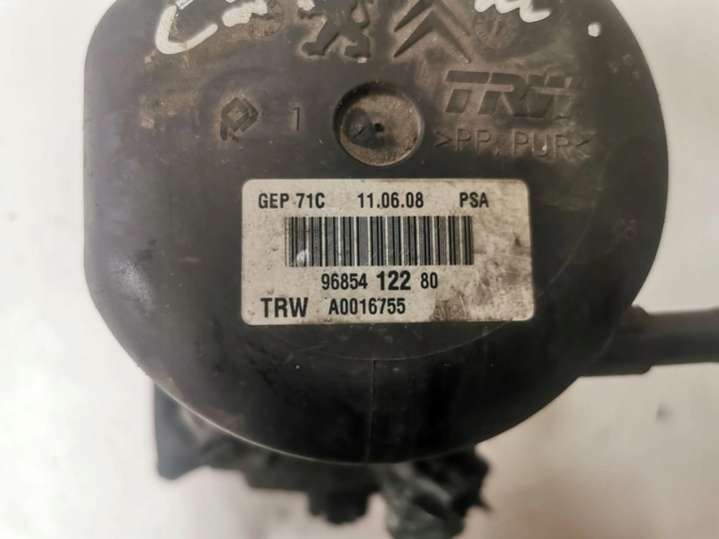 TRW
1
>PP, PUR<
GEP 71C 11.06.08 PSA
96854 122 80
TRW A0016755